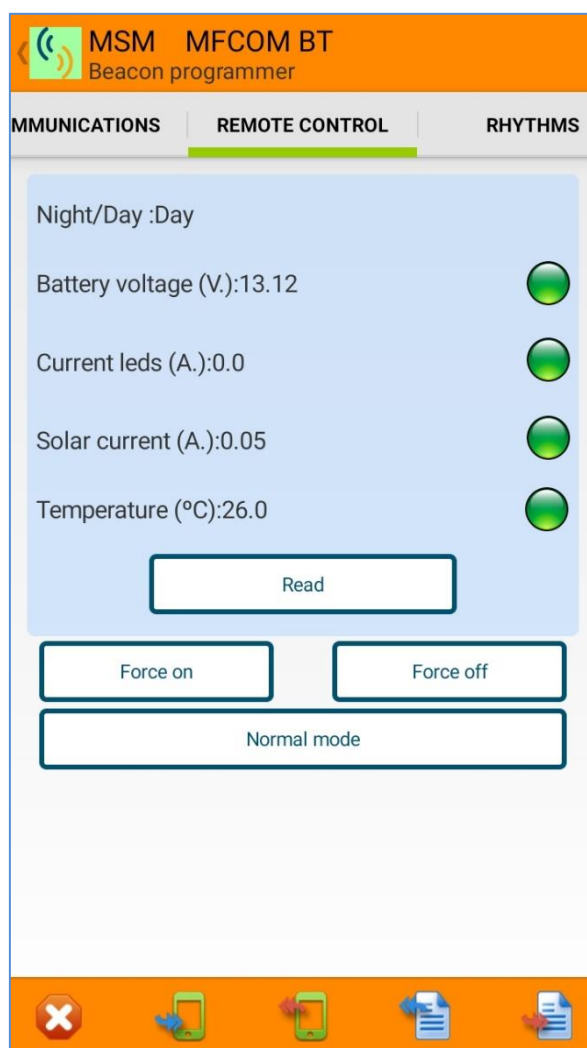 MSM MFCOM BT
Beacon programmer
MMUNICATIONS REMOTE CONTROL RHYTHMS
Night/Day :Day
Battery voltage (V.):13.12
Current leds (A.):0.0
Solar current (A.):0.05
Temperature (ºC):26.0
Read
Force on Force off
Normal mode